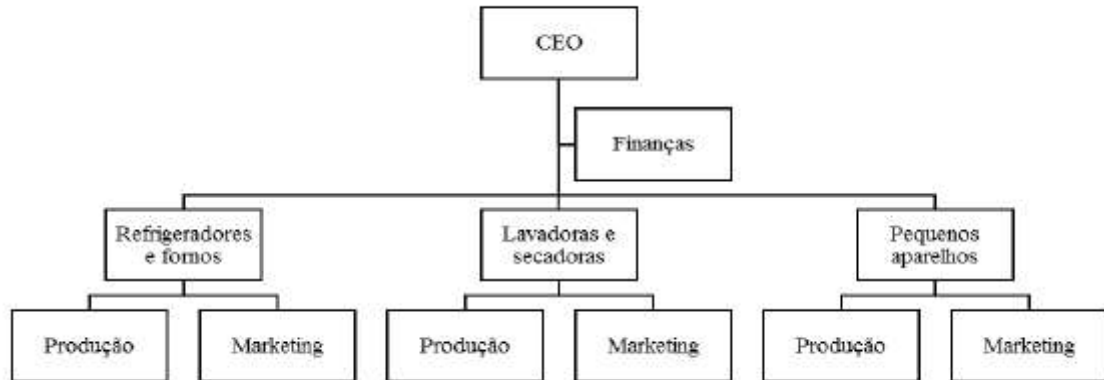 CEO
Finanças
Refrigeradores
e fornos
Lavadoras e
secadoras
Pequenos
aparelhos
Produção
Marketing
Produção
Marketing
Produção
Marketing